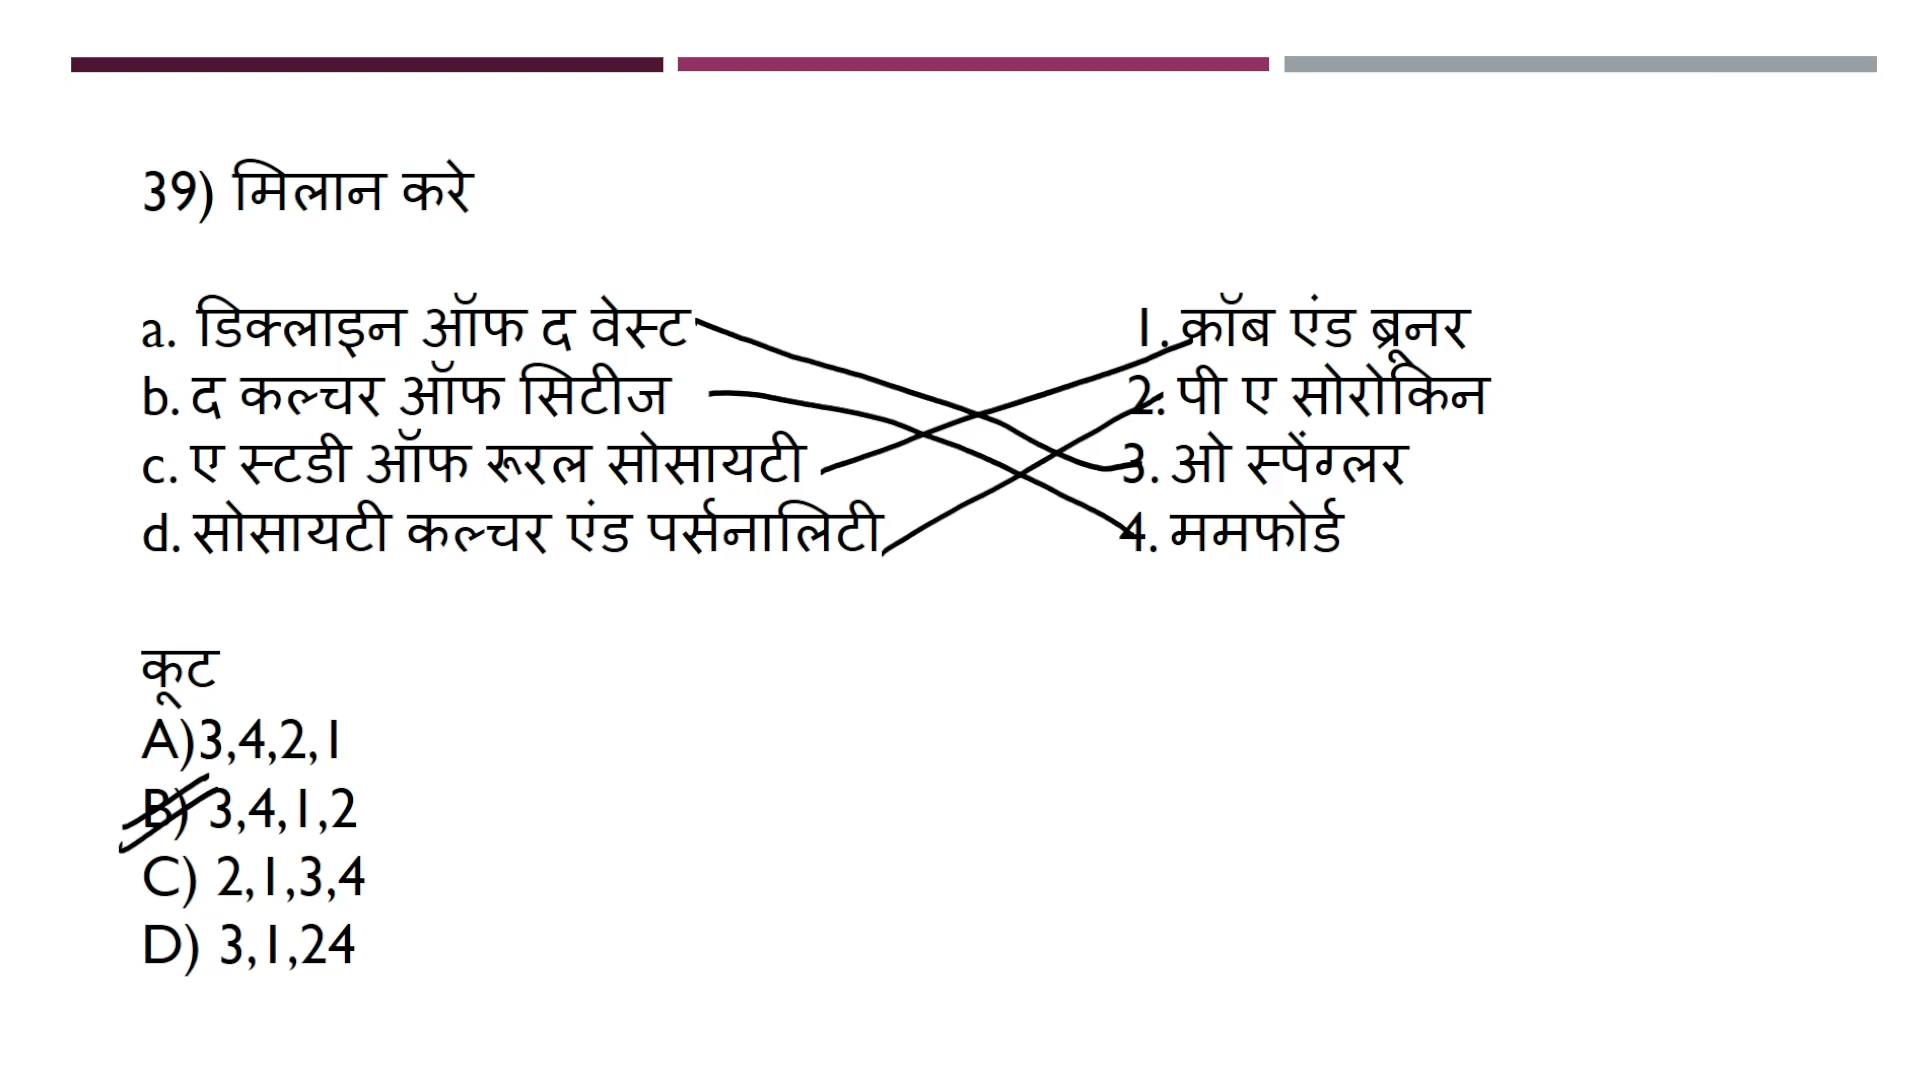 39) मिलान करे
a. डिक्लाइन ऑफ द वेस्ट 1. कॉब एंड ब्रूनर
b. द कल्चर ऑफ सिटीज 2. पी ए सोरोकिन
c. ए स्टडी ऑफ रूरल सोसायटी 3. ओ स्पेंग्लर
d. सोसायटी कल्चर एंड पर्सनालिटी 4. ममफोर्ड
कूट
A)3,4,2,1
B) 3,4,1,2
C) 2,1,3,4
D) 3,1,24